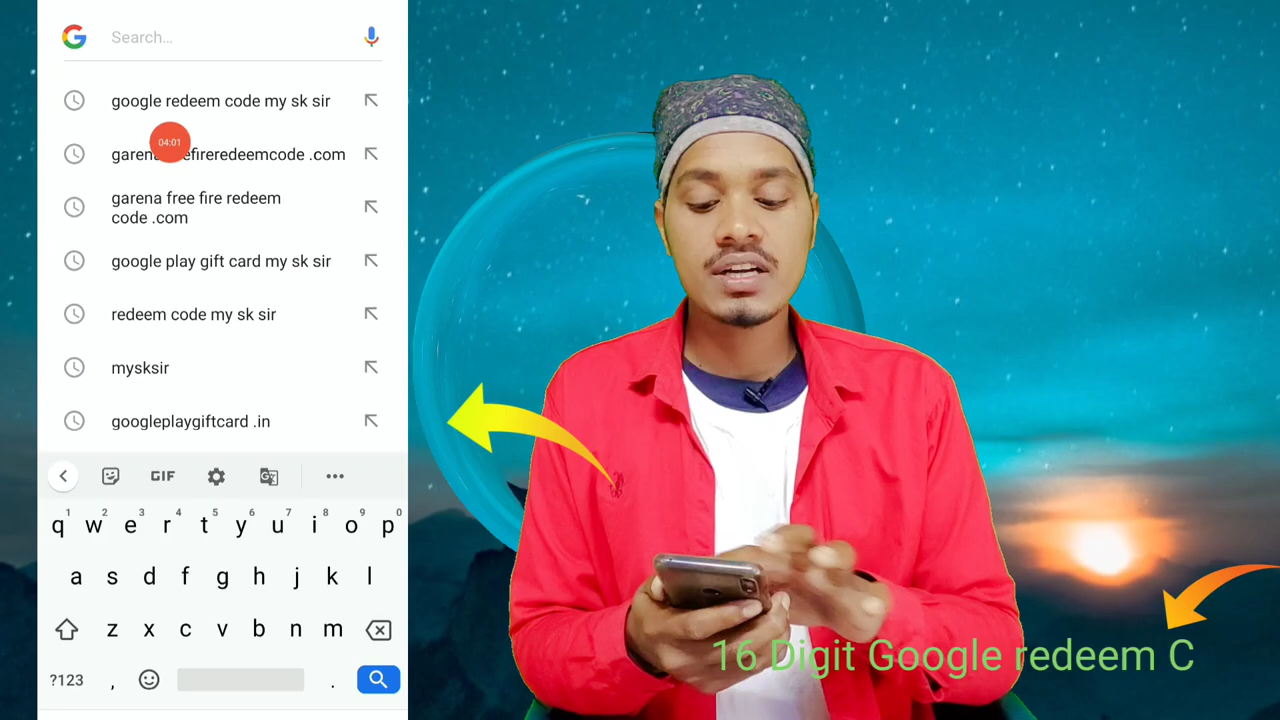 Search…
google redeem code my sk sir
04:01
efireredeemcode .com
garena free fire redeem
code .com
google play gift card my sk sir
redeem code my sk sir
mysksir
googleplaygiftcard .in
GIF
1 2 3 4 5 6 7 8 9 0
q w e r t y u i o p
a s d f g h j k l
z x c v b n m
?123 , .
16 Digit Google redeem C